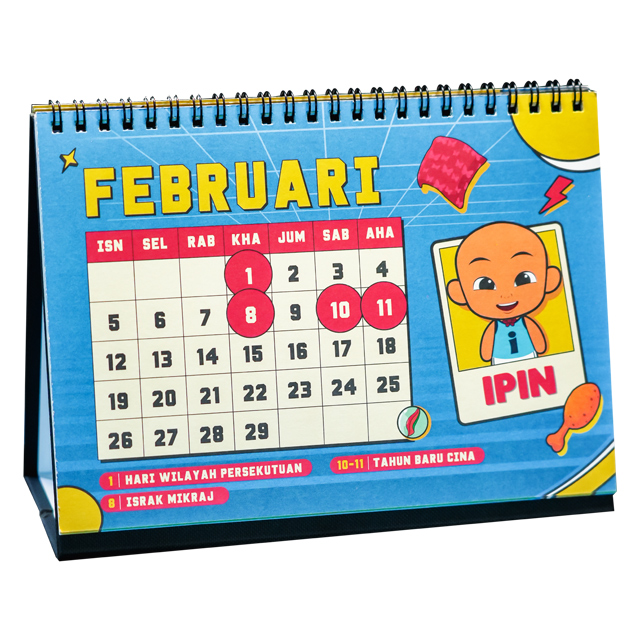 FEBRUARI
ISN SEL RAB KHA JUM SAB AHA
1 2 3 4
5 6 7 8 9 10 11
12 13 14 15 16 17 18
19 20 21 22 23 24 25
26 27 28 29
i
IPIN
1 | HARI WILAYAH PERSEKUTUAN
10-11 | TAHUN BARU CINA
8 | ISRAK MIKRAJ